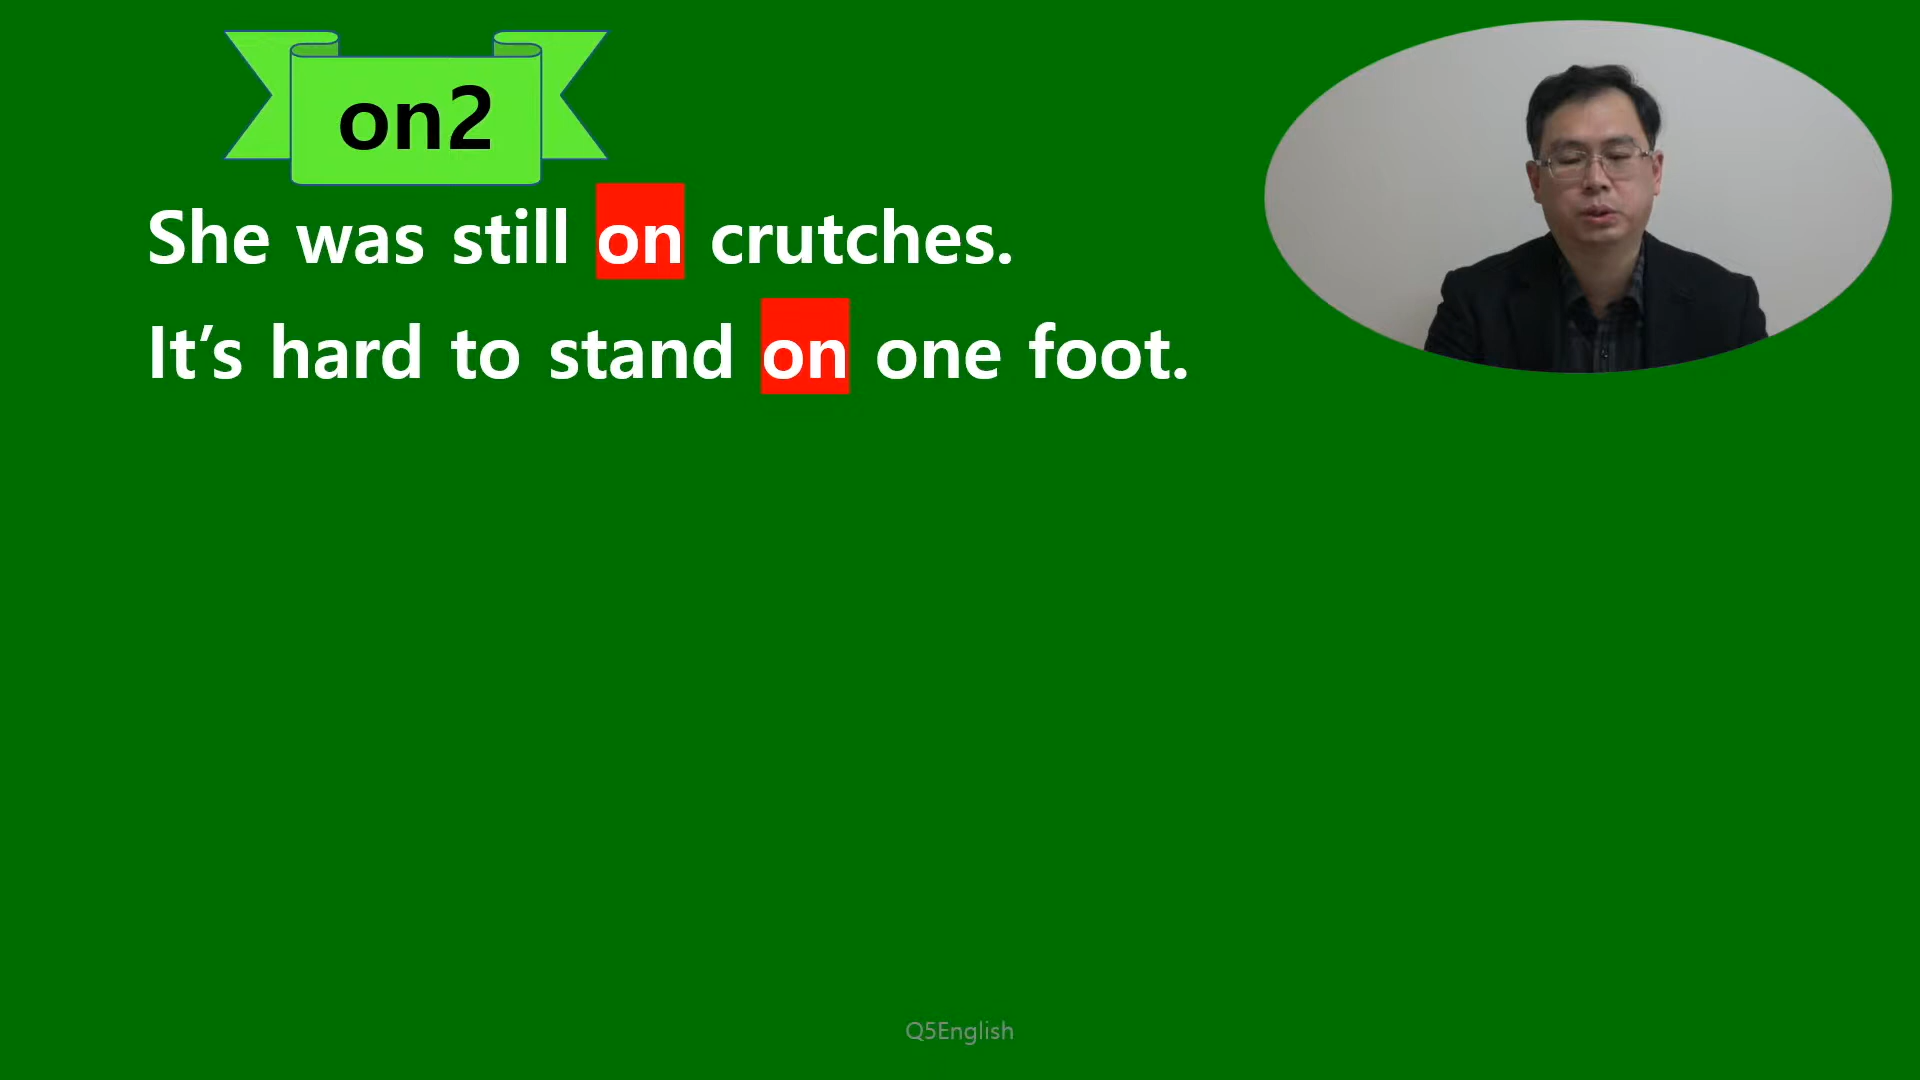 on2
She was still on crutches.
It’s hard to stand on one foot.
Q5English